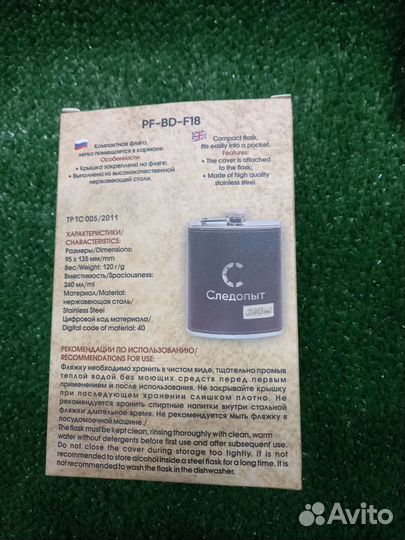 PF-BD-F18
Компактная фляга,
легко помещается в кармане.
Особенности:
• Крышка закреплена на фляге;
• Выполнена из высококачественной
нержавеющей стали.
Compact flask,
fits easily into a pocket.
Features:
• The cover is attached
to the flask;
• Made of high quality
stainless steel.
ТР ТС 005/2011
ХАРАКТЕРИСТИКИ/
CHARACTERISTICS:
Размеры/Dimensions:
95 x 135 мм/mm
Вес/Weight: 120 г/g
Вместимость/Spaciousness:
240 мл/ml
Материал/Material:
нержавеющая сталь/
Stainless Steel
Цифровой код материала/
Digital code of material: 40
Следопыт
240 ml
РЕКОМЕНДАЦИИ ПО ИСПОЛЬЗОВАНИЮ/
RECOMMENDATIONS FOR USE:
Фляжку необходимо хранить в чистом виде, тщательно промыв
теплой водой без моющих средств перед первым
применением и после использования. Не закрывайте крышку
при последующем хранении слишком плотно. Не
рекомендуется хранить спиртные напитки внутри стальной
фляжки длительное время. Не рекомендуется мыть фляжку в
посудомоечной машине./
The flask must be kept clean, rinsing thoroughly with clean, warm
water without detergents before first use and after subsequent use.
Do not close the cover during storage too tightly. It is not
recommended to store alcohol inside a steel flask for a long time. It is
not recommended to wash the flask in the dishwasher.
Avito